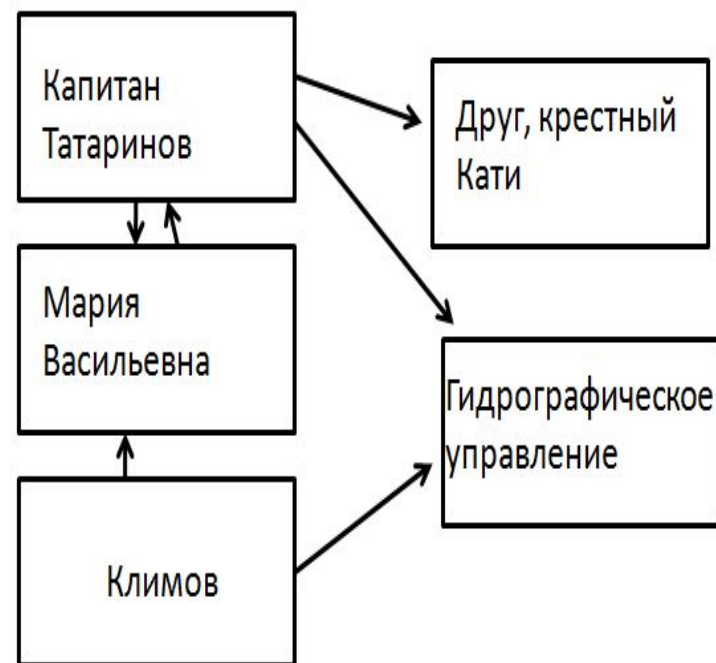 Капитан
Татаринов
Друг, крестный
Кати
Мария
Васильевна
Гидрографическое
управление
Климов